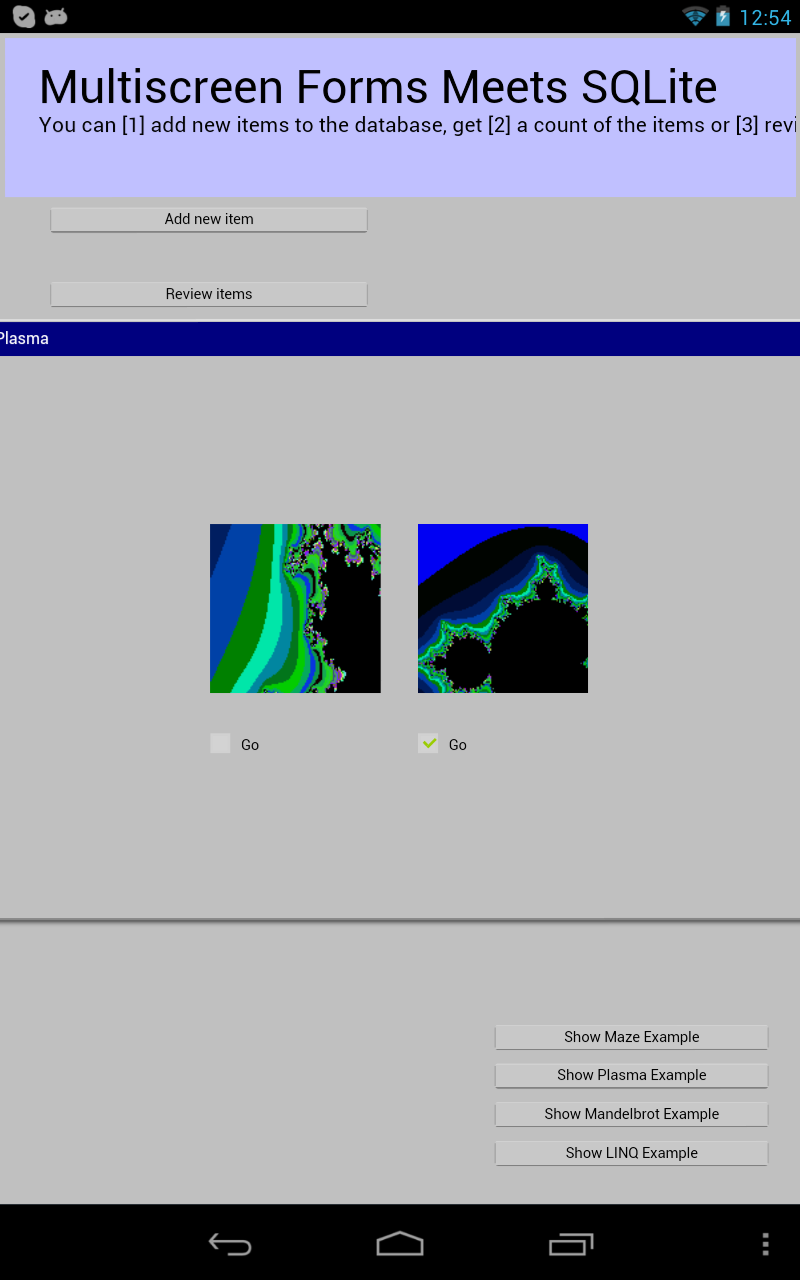 12:54
Multiscreen Forms Meets SQLite
You can [1] add new items to the database, get [2] a count of the items or [3] revi
Add new item
Review items
Plasma
Go
Go
Show Maze Example
Show Plasma Example
Show Mandelbrot Example
Show LINQ Example